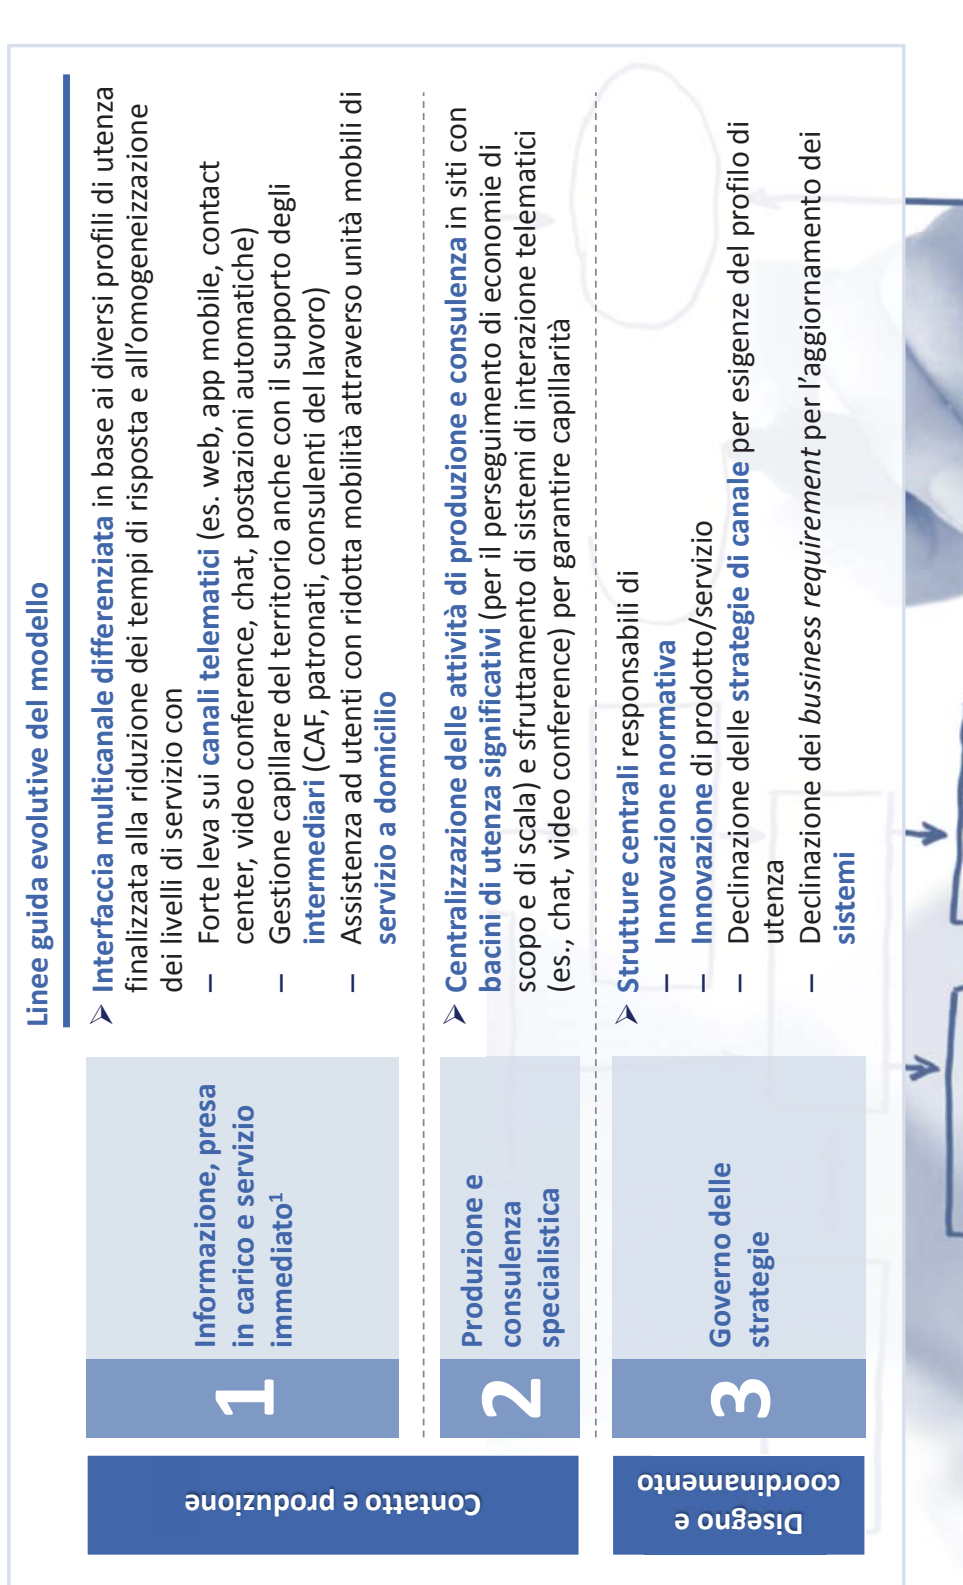 Linee guida evolutive del modello
Contatto e produzione
1
Informazione, presa
in carico e servizio
immediato¹
➢ Interfaccia multicanale differenziata in base ai diversi profili di utenza
finalizzata alla riduzione dei tempi di risposta e all'omogeneizzazione
dei livelli di servizio con
– Forte leva sui canali telematici (es. web, app mobile, contact
center, video conference, chat, postazioni automatiche)
– Gestione capillare del territorio anche con il supporto degli
intermediari (CAF, patronati, consulenti del lavoro)
– Assistenza ad utenti con ridotta mobilità attraverso unità mobili di
servizio a domicilio
2
Produzione e
consulenza
specialistica
➢ Centralizzazione delle attività di produzione e consulenza in siti con
bacini di utenza significativi (per il perseguimento di economie di
scopo e di scala) e sfruttamento di sistemi di interazione telematici
(es., chat, video conference) per garantire capillarità
Disegno e
coordinamento
3
Governo delle
strategie
➢ Strutture centrali responsabili di
– Innovazione normativa
– Innovazione di prodotto/servizio
– Declinazione delle strategie di canale per esigenze del profilo di
utenza
– Declinazione dei business requirement per l'aggiornamento dei
sistemi